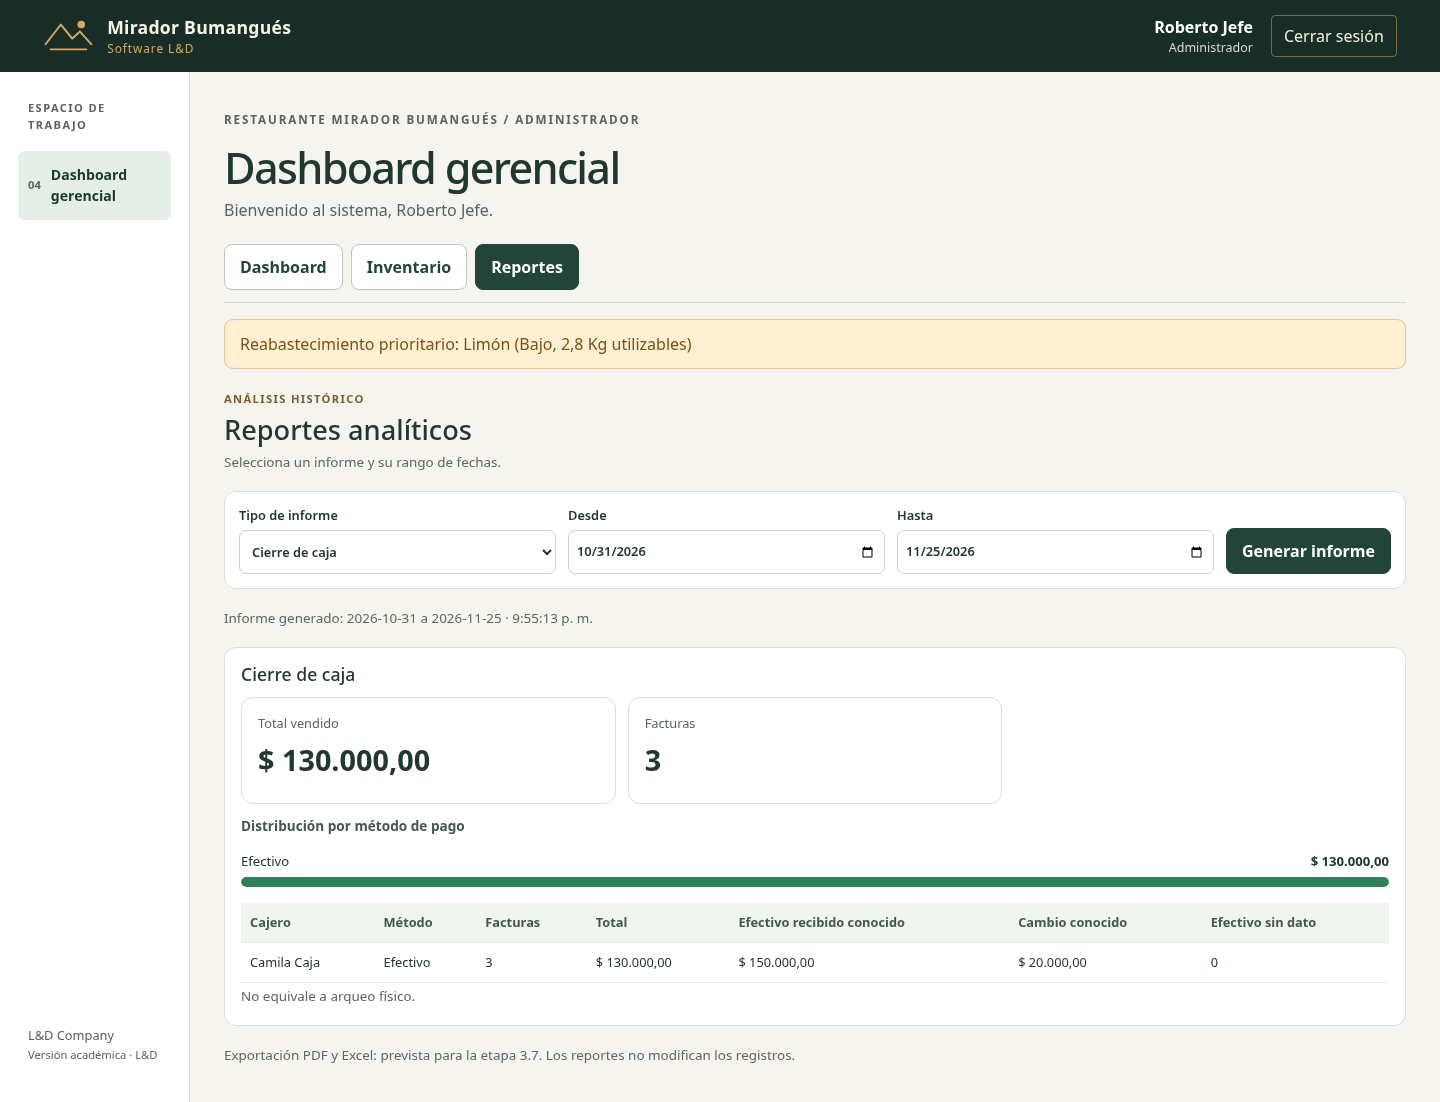 Mirador Bumangués
Software L&D
Roberto Jefe
Administrador
Cerrar sesión
ESPACIO DE
TRABAJO
04
Dashboard
gerencial
RESTAURANTE MIRADOR BUMANGUÉS / ADMINISTRADOR
Dashboard gerencial
Bienvenido al sistema, Roberto Jefe.
Dashboard
Inventario
Reportes
Reabastecimiento prioritario: Limón (Bajo, 2,8 Kg utilizables)
ANÁLISIS HISTÓRICO
Reportes analíticos
Selecciona un informe y su rango de fechas.
Tipo de informe
Desde
Hasta
Cierre de caja
10/31/2026
11/25/2026
Generar informe
Informe generado: 2026-10-31 a 2026-11-25 · 9:55:13 p. m.
Cierre de caja
Total vendido
$ 130.000,00
Facturas
3
Distribución por método de pago
Efectivo $ 130.000,00
Cajero Método Facturas Total Efectivo recibido conocido Cambio conocido Efectivo sin dato
Camila Caja Efectivo 3 $ 130.000,00 $ 150.000,00 $ 20.000,00 0
No equivale a arqueo físico.
Exportación PDF y Excel: prevista para la etapa 3.7. Los reportes no modifican los registros.
L&D Company
Versión académica · L&D